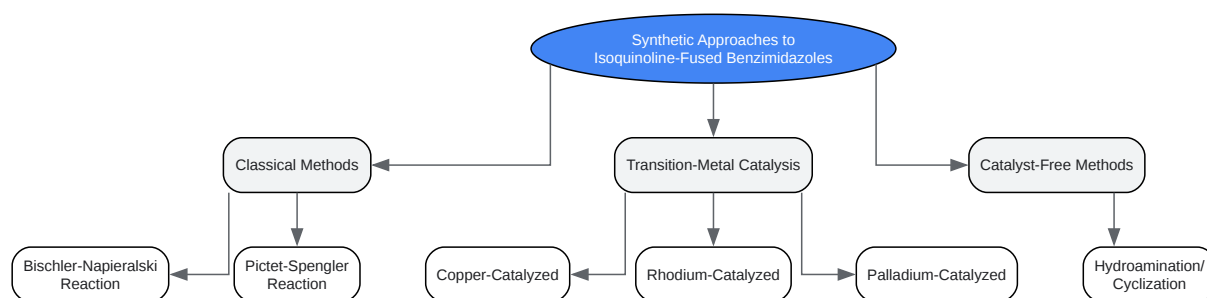 Synthetic Approaches to
Isoquinoline-Fused Benzimidazoles
Classical Methods
Transition-Metal Catalysis
Catalyst-Free Methods
Bischler-Napieralski
Reaction
Pictet-Spengler
Reaction
Copper-Catalyzed
Rhodium-Catalyzed
Palladium-Catalyzed
Hydroamination/
Cyclization